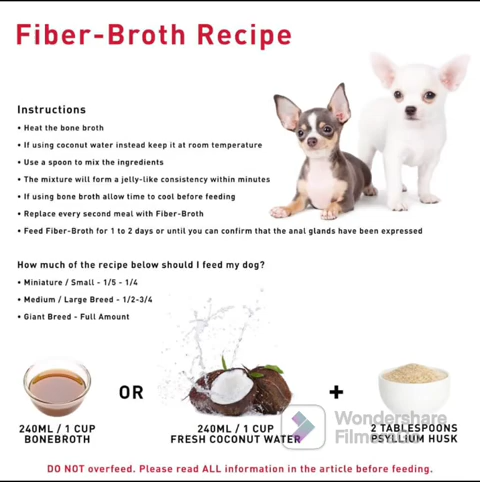 Fiber-Broth Recipe
Instructions
• Heat the bone broth
• If using coconut water instead keep it at room temperature
• Use a spoon to mix the ingredients
• The mixture will form a jelly-like consistency within minutes
• If using bone broth allow time to cool before feeding
• Replace every second meal with Fiber-Broth
• Feed Fiber-Broth for 1 to 2 days or until you can confirm that the anal glands have been expressed
How much of the recipe below should I feed my dog?
• Miniature / Small - 1/5 - 1/4
• Medium / Large Breed - 1/2-3/4
• Giant Breed - Full Amount
OR
+
240ML / 1 CUP
BONEBROTH
240ML / 1 CUP
FRESH COCONUT WATER
2 TABLESPOONS
PSYLLIUM HUSK
Wondershare
DO NOT overfeed. Please read ALL information in the article before feeding.